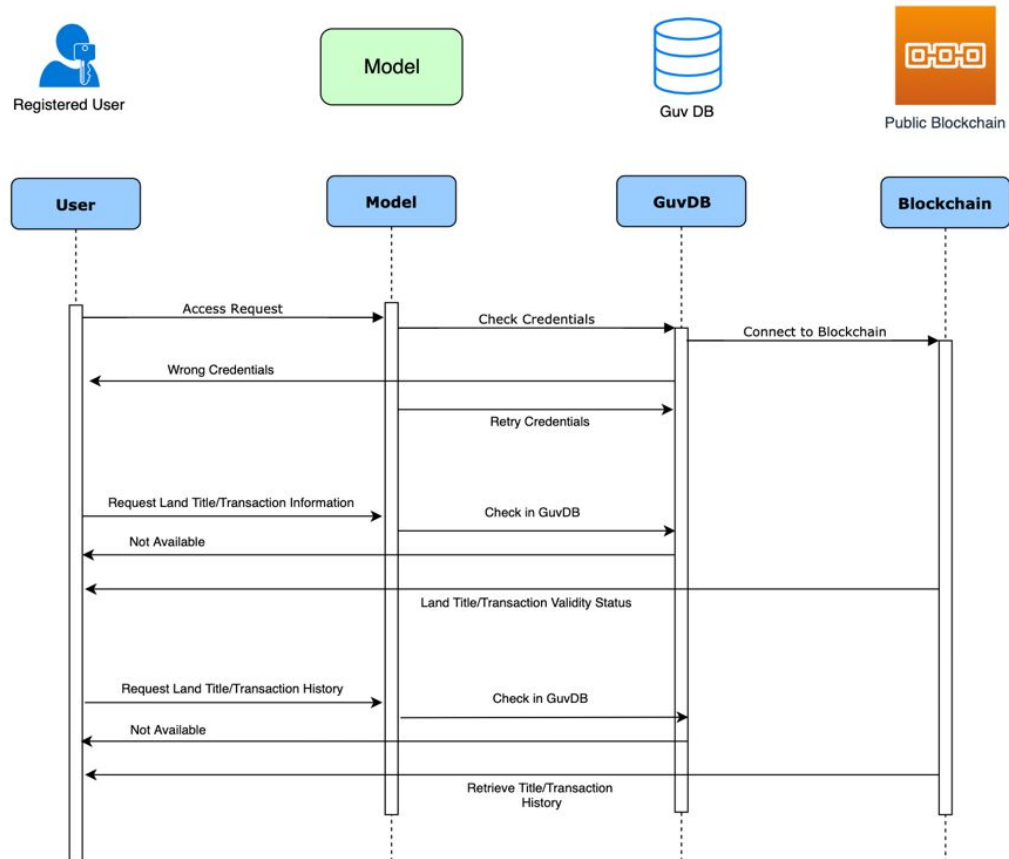 Registered User
Model
Guv DB
Public Blockchain
User
Model
GuvDB
Blockchain
Access Request
Check Credentials
Connect to Blockchain
Wrong Credentials
Retry Credentials
Request Land Title/Transaction Information
Check in GuvDB
Not Available
Land Title/Transaction Validity Status
Request Land Title/Transaction History
Check in GuvDB
Not Available
Retrieve Title/Transaction
History